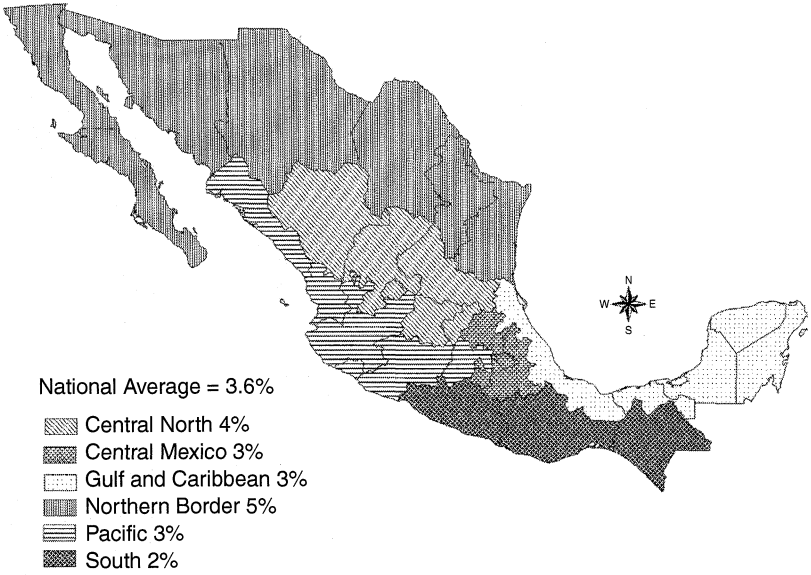 N
W E
S
National Average = 3.6%
Central North 4%
Central Mexico 3%
Gulf and Caribbean 3%
Northern Border 5%
Pacific 3%
South 2%